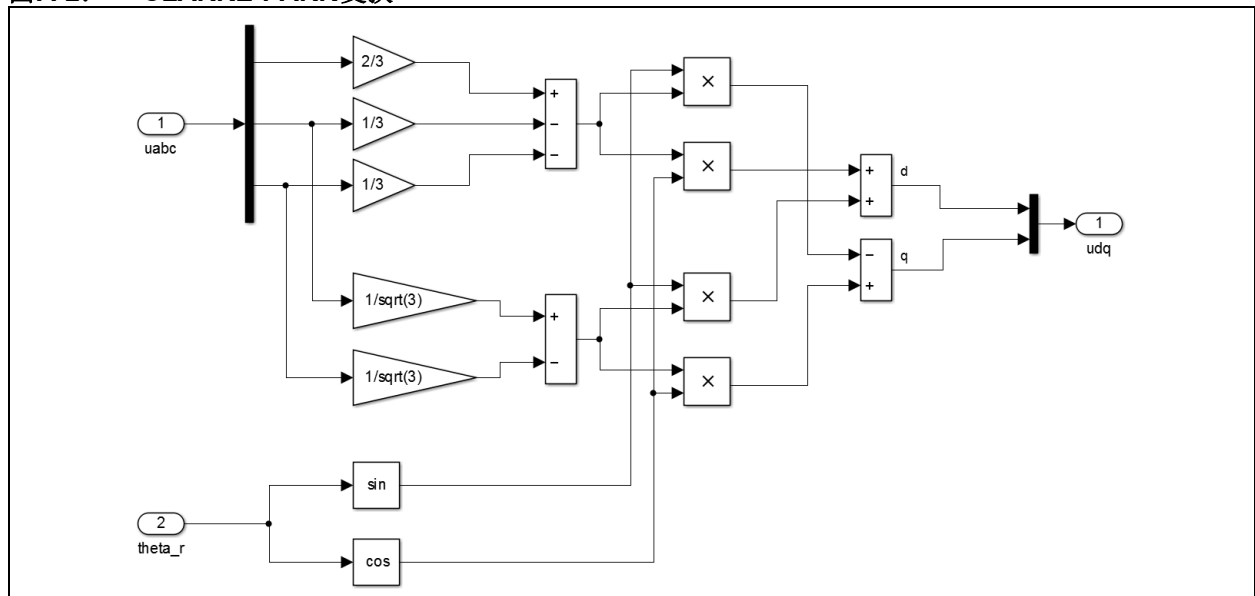 1
uabc
2/3
1/3
1/3
+
−
−
1/sqrt(3)
1/sqrt(3)
+
−
×
×
×
×
+
+
d
−
+
q
1
udq
2
theta_r
sin
cos